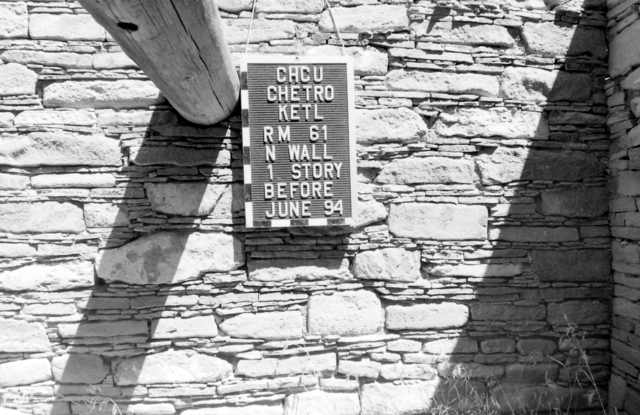 CHCU
CHETRO
KETL
RM 61
N WALL
1 STORY
BEFORE
JUNE 94